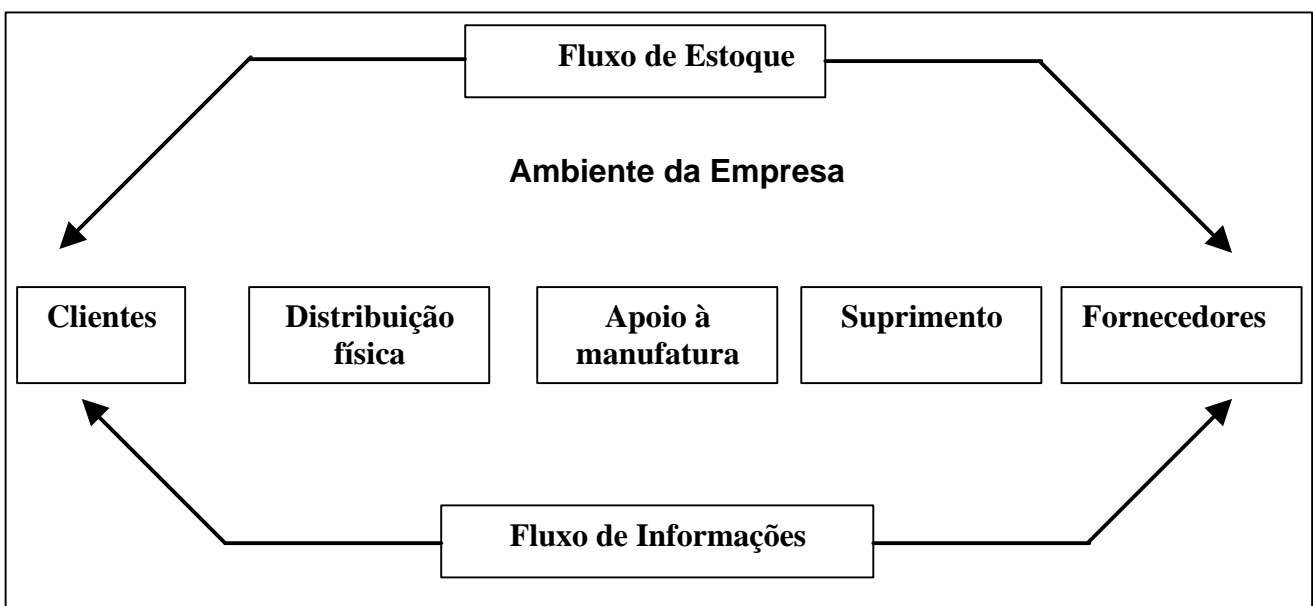 Fluxo de Estoque
Ambiente da Empresa
Clientes
Distribuição
física
Apoio à
manufatura
Suprimento
Fornecedores
Fluxo de Informações